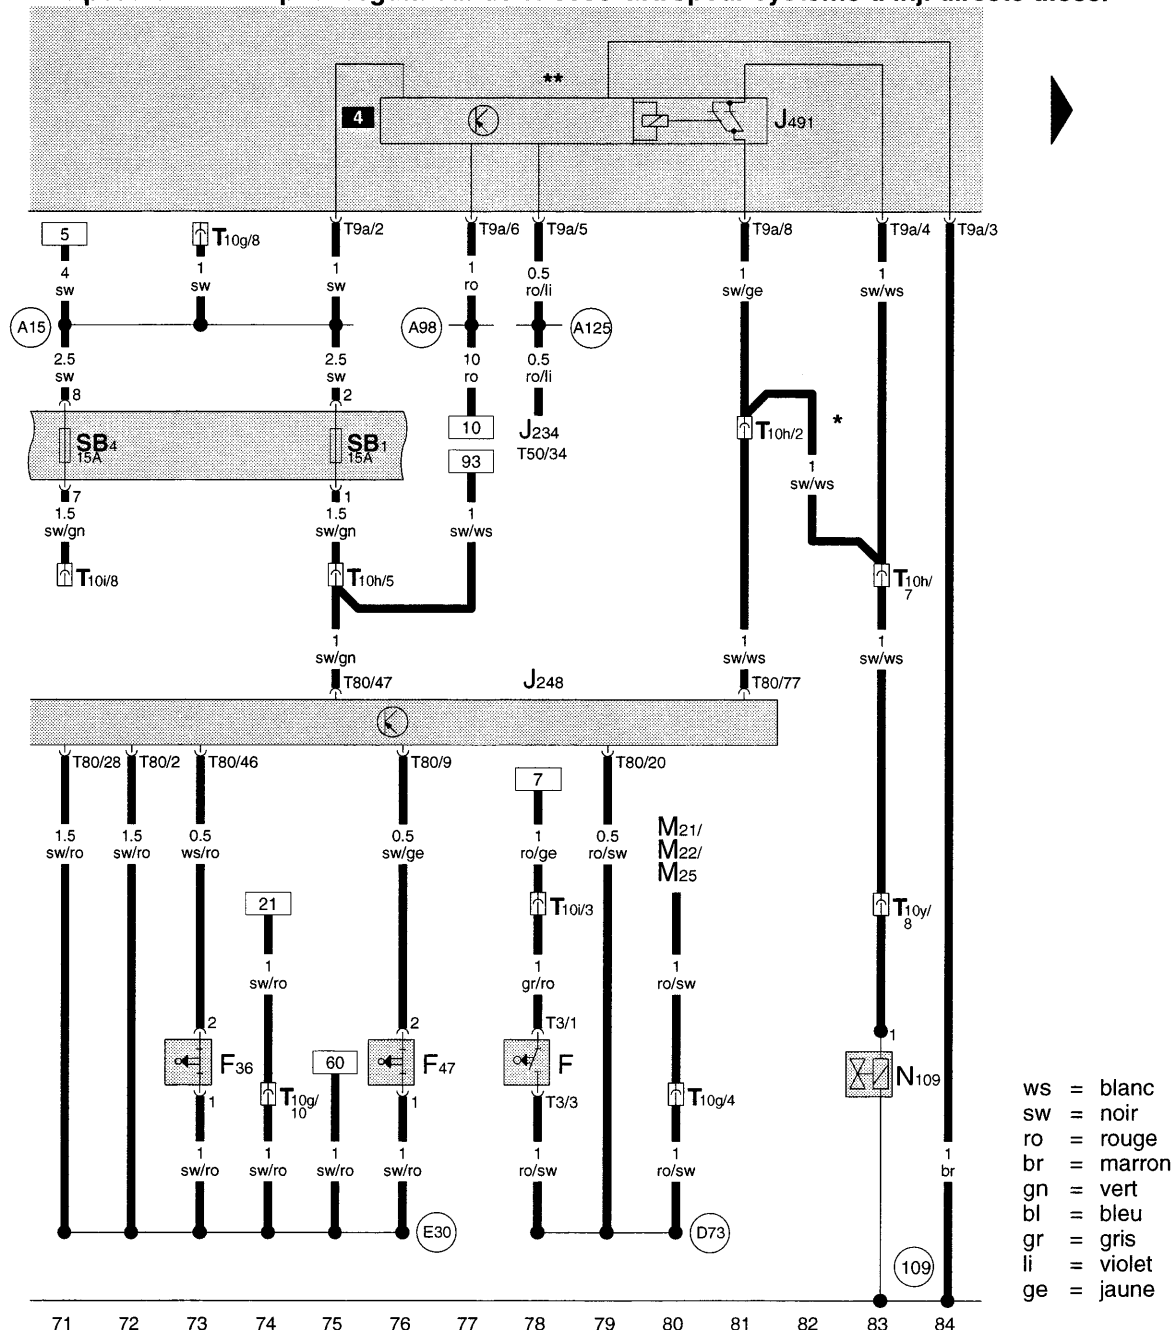 **
4
J491
T9a/2
T9a/6
T9a/5
T9a/8
T9a/4
T9a/3
5
T10g/8
4
sw
1
sw
1
sw
1
ro
0.5
ro/li
1
sw/ge
1
sw/ws
A15
A98
A125
2.5
sw
2.5
sw
10
ro
0.5
ro/li
8
2
10
J234
T50/34
T10h/2
*
SB4
15A
SB1
15A
93
1
sw/ws
7
1
1.5
sw/gn
1.5
sw/gn
1
sw/ws
T10i/8
T10h/5
T10h/
7
1
sw/gn
1
sw/ws
1
sw/ws
T80/47
J248
T80/77
T80/28
T80/2
T80/46
T80/9
7
T80/20
1.5
sw/ro
1.5
sw/ro
0.5
ws/ro
0.5
sw/ge
1
ro/ge
0.5
ro/sw
M21/
M22/
M25
21
T10i/3
T10y/
8
1
sw/ro
1
gr/ro
1
ro/sw
2
2
T3/1
1
F36
60
F47
F
N109
1
T10g/
10
1
T3/3
T10g/4
1
sw/ro
1
sw/ro
1
sw/ro
1
sw/ro
1
ro/sw
1
ro/sw
1
br
E30
D73
109
ws = blanc
sw = noir
ro = rouge
br = marron
gn = vert
bl = bleu
gr = gris
li = violet
ge = jaune
71 72 73 74 75 76 77 78 79 80 81 82 83 84